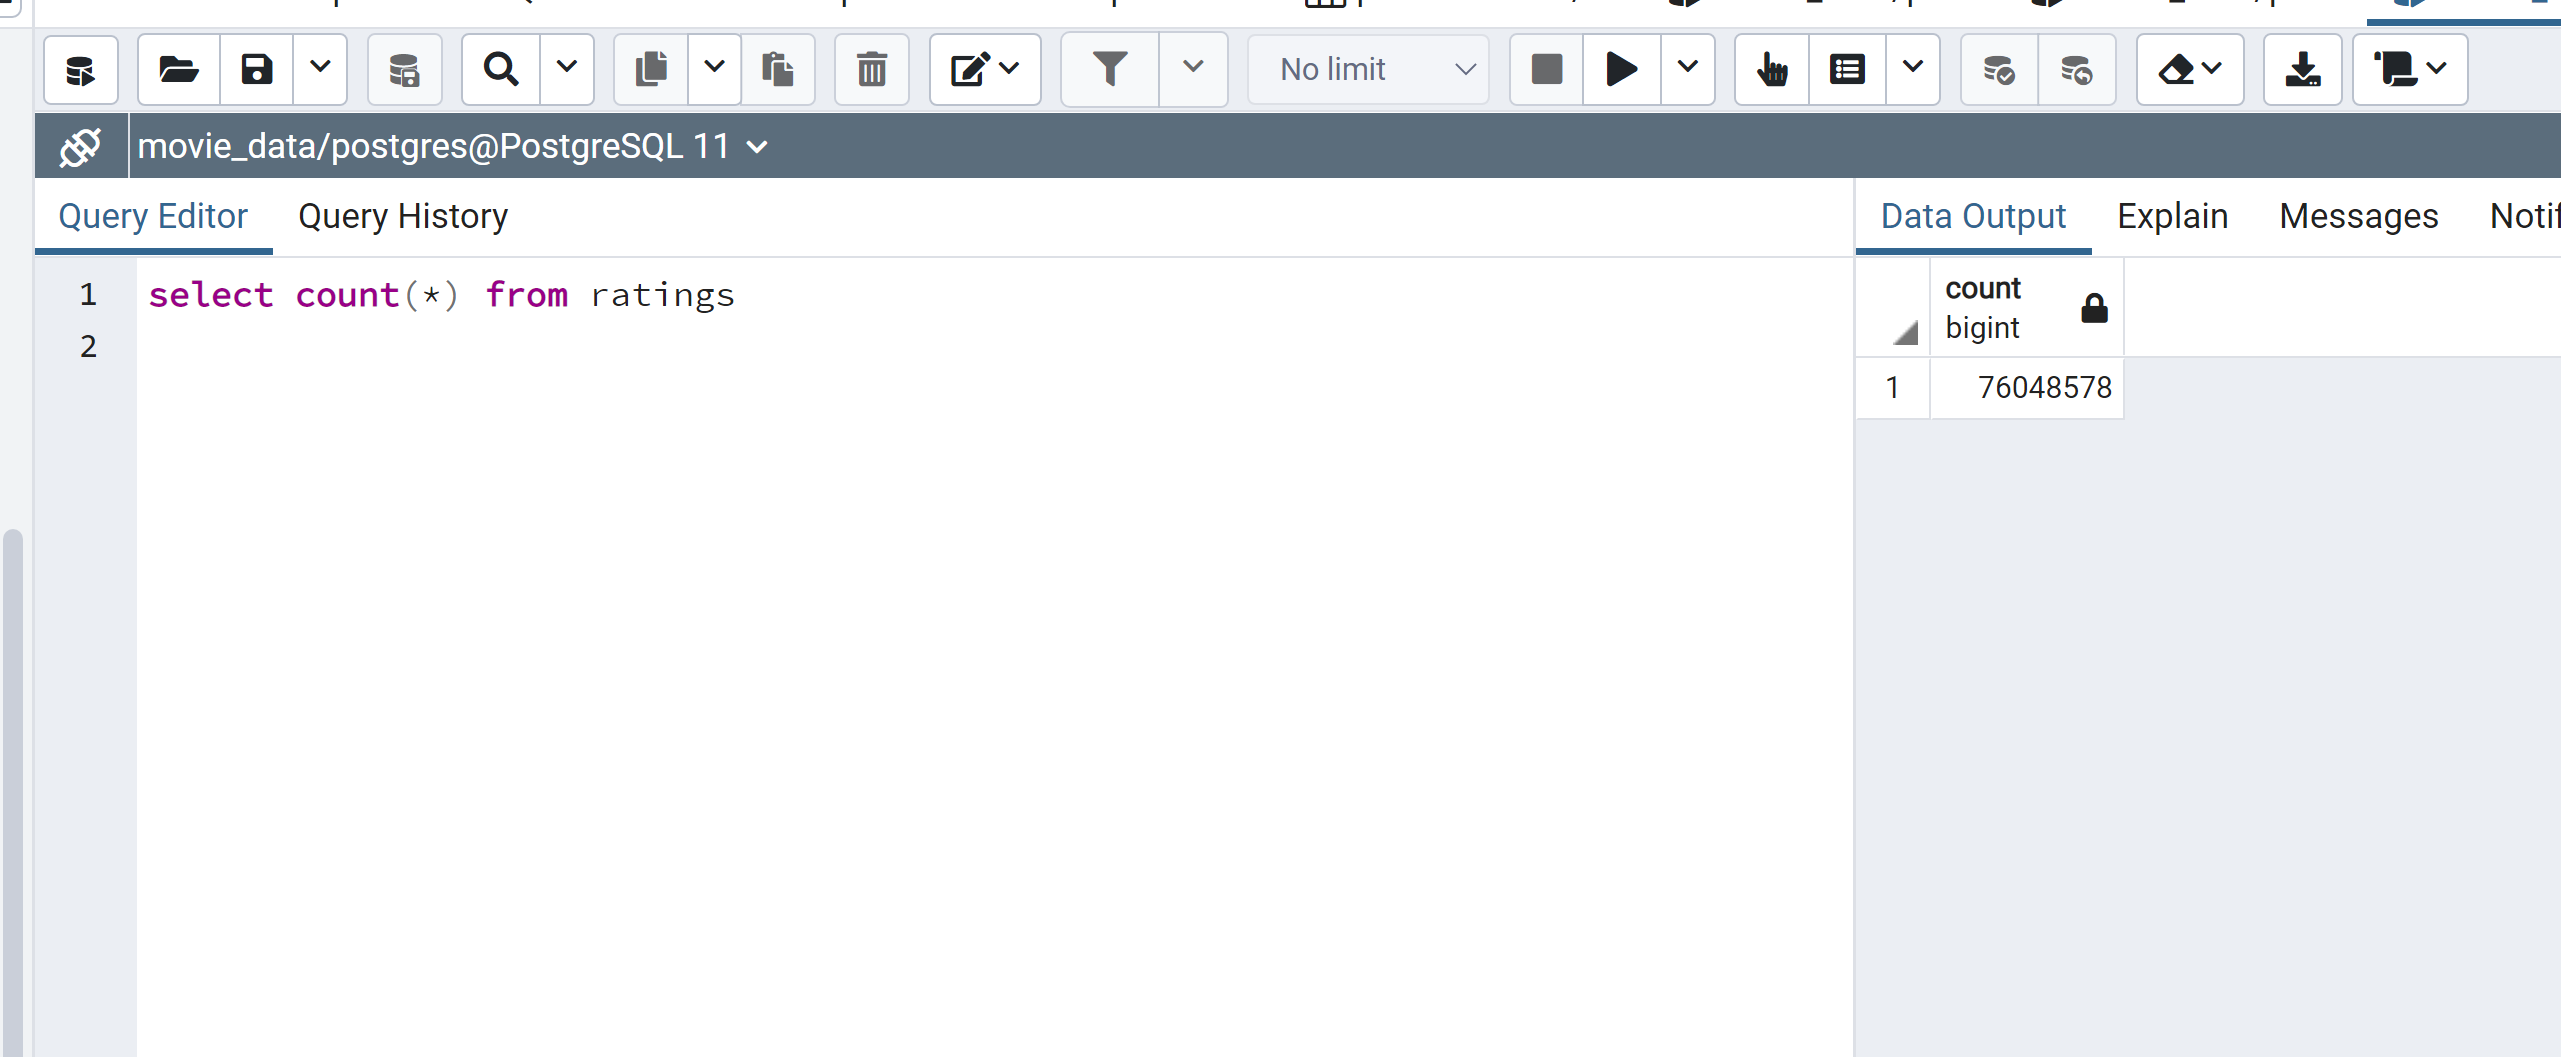 No limit
movie_data/postgres@PostgreSQL 11
Query Editor Query History
1 select count(*) from ratings
2
Data Output Explain Messages
count
bigint
1 76048578